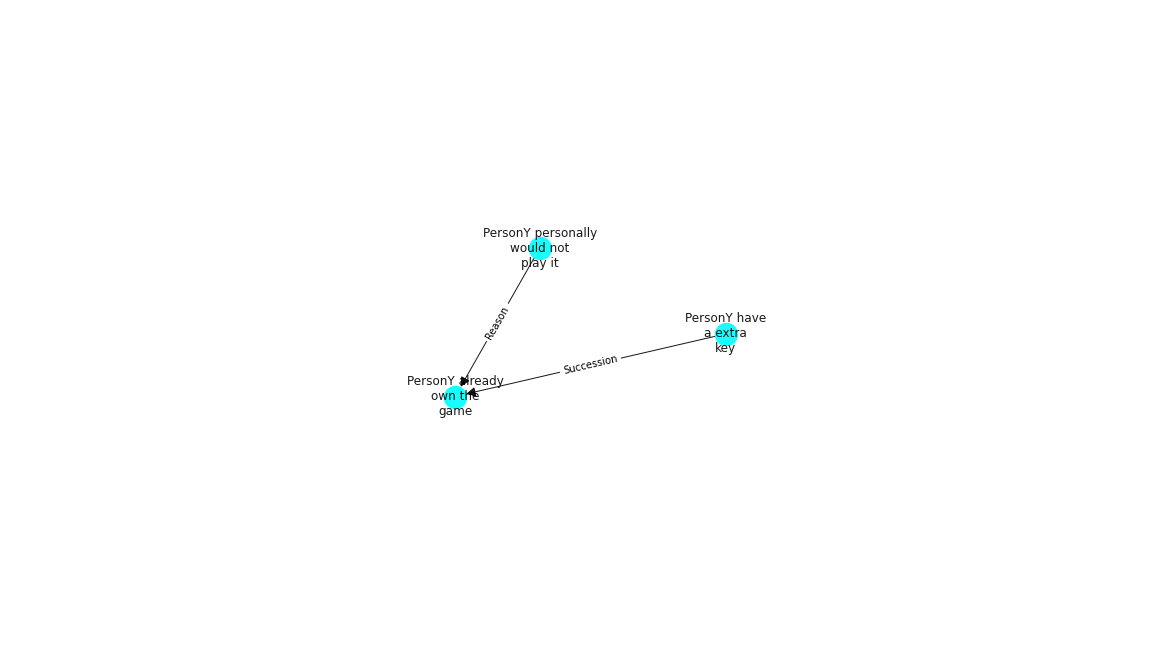 PersonY personally
would not
play it
Reason
PersonY have
a extra
key
Succession
PersonY already
own the
game